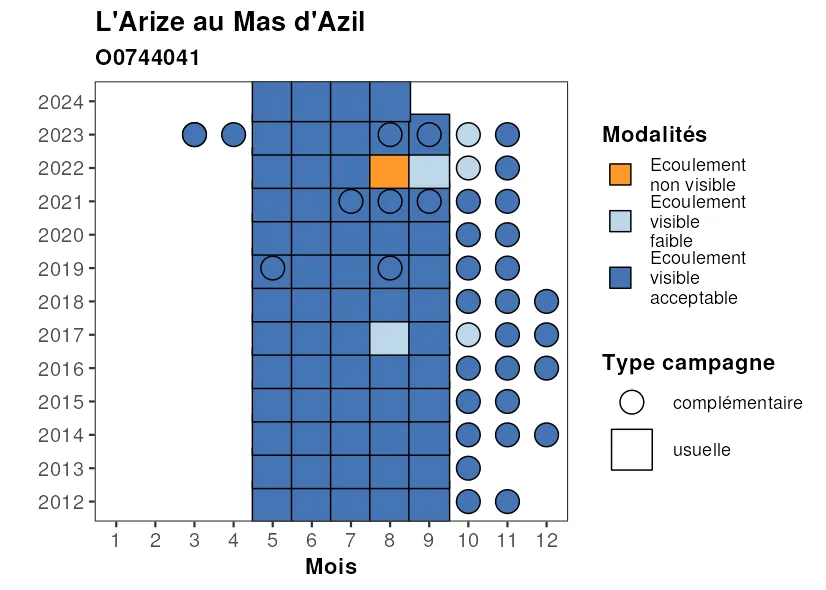 L'Arize au Mas d'Azil
O0744041
2024
2023
2022
2021
2020
2019
2018
2017
2016
2015
2014
2013
2012
1 2 3 4 5 6 7 8 9 10 11 12
Mois
Modalités
Ecoulement
non visible
Ecoulement
visible
faible
Ecoulement
visible
acceptable
Type campagne
complémentaire
usuelle